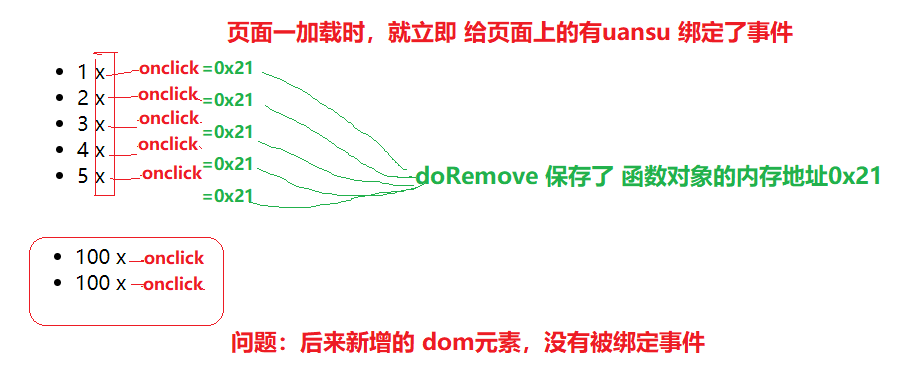 页面一加载时，就立即 给页面上的有uansu 绑定了事件
1 x onclick =0x21
2 x onclick =0x21
3 x onclick =0x21
4 x onclick =0x21
5 x onclick =0x21
doRemove 保存了 函数对象的内存地址0x21
100 x onclick
100 x onclick
问题：后来新增的 dom元素，没有被绑定事件